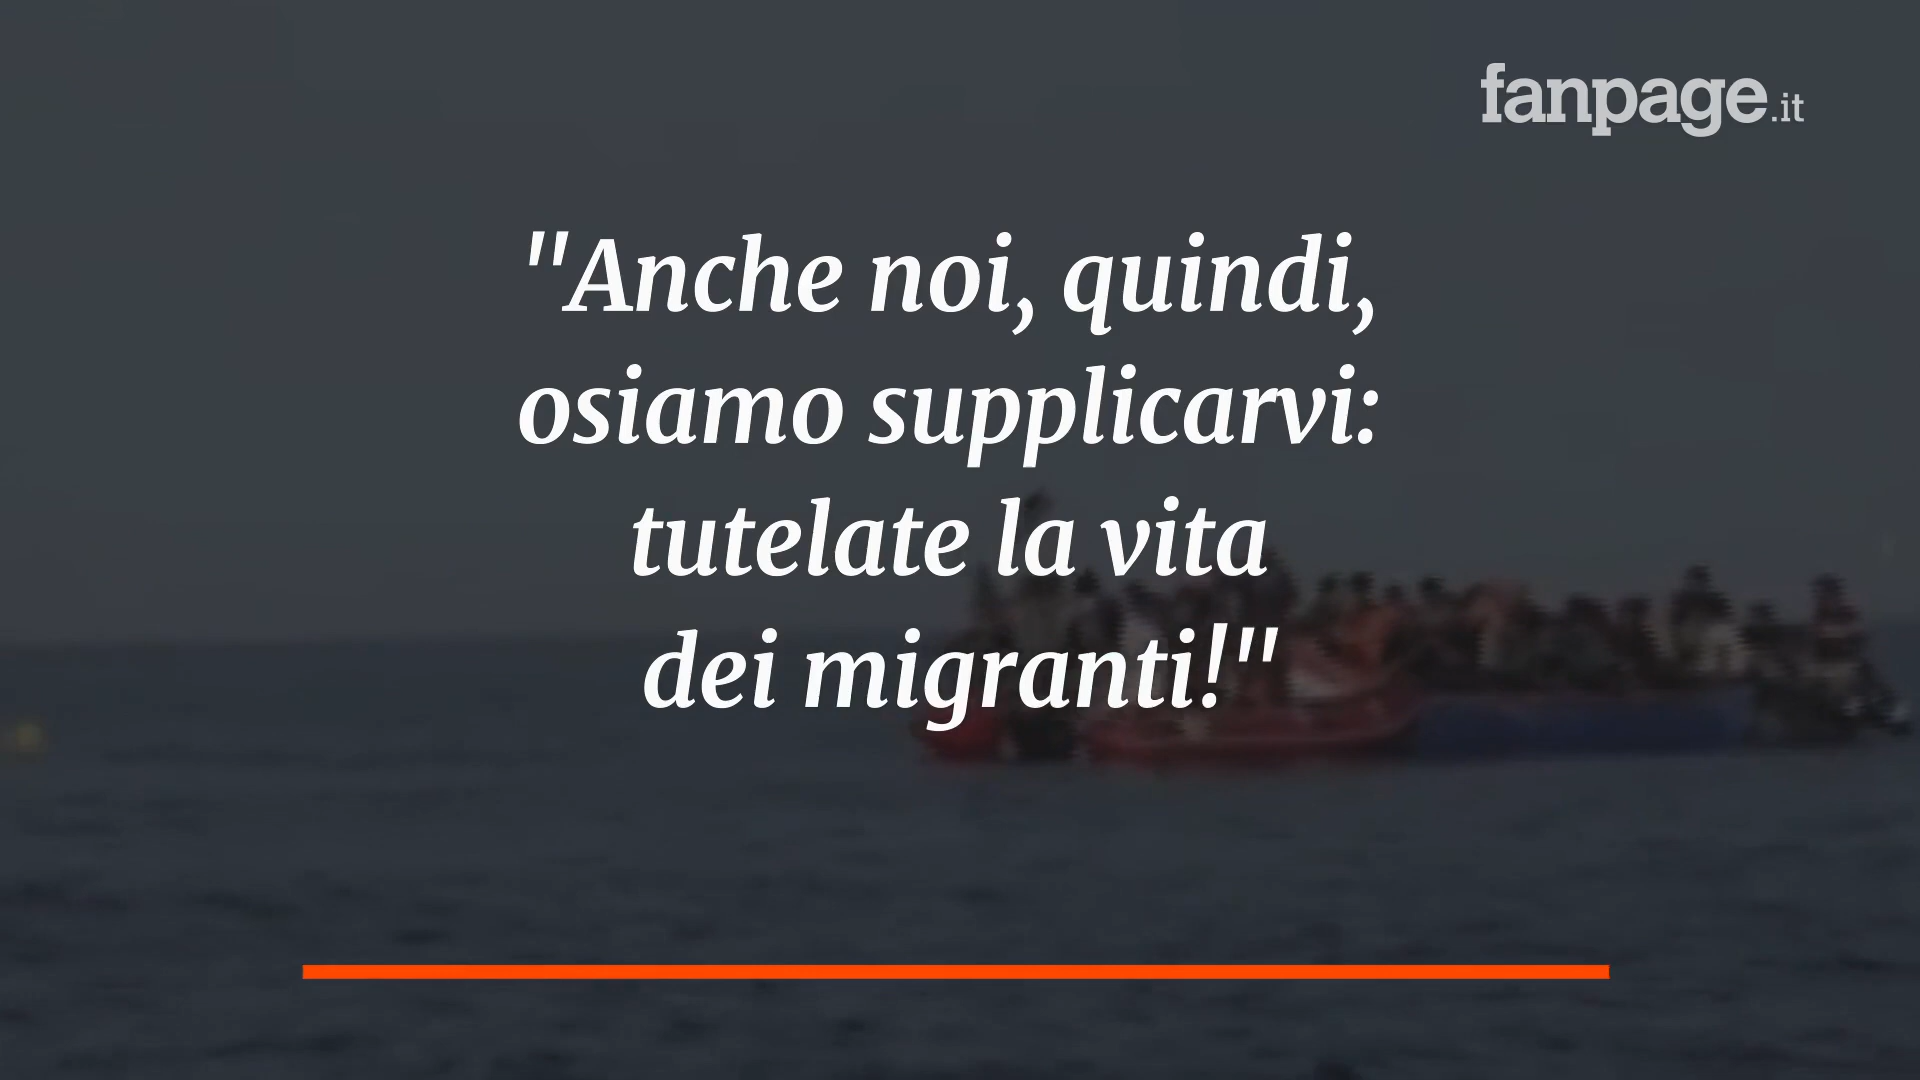 fanpage.it
"Anche noi, quindi,
osiamo supplicarvi:
tutelate la vita
dei migranti!"